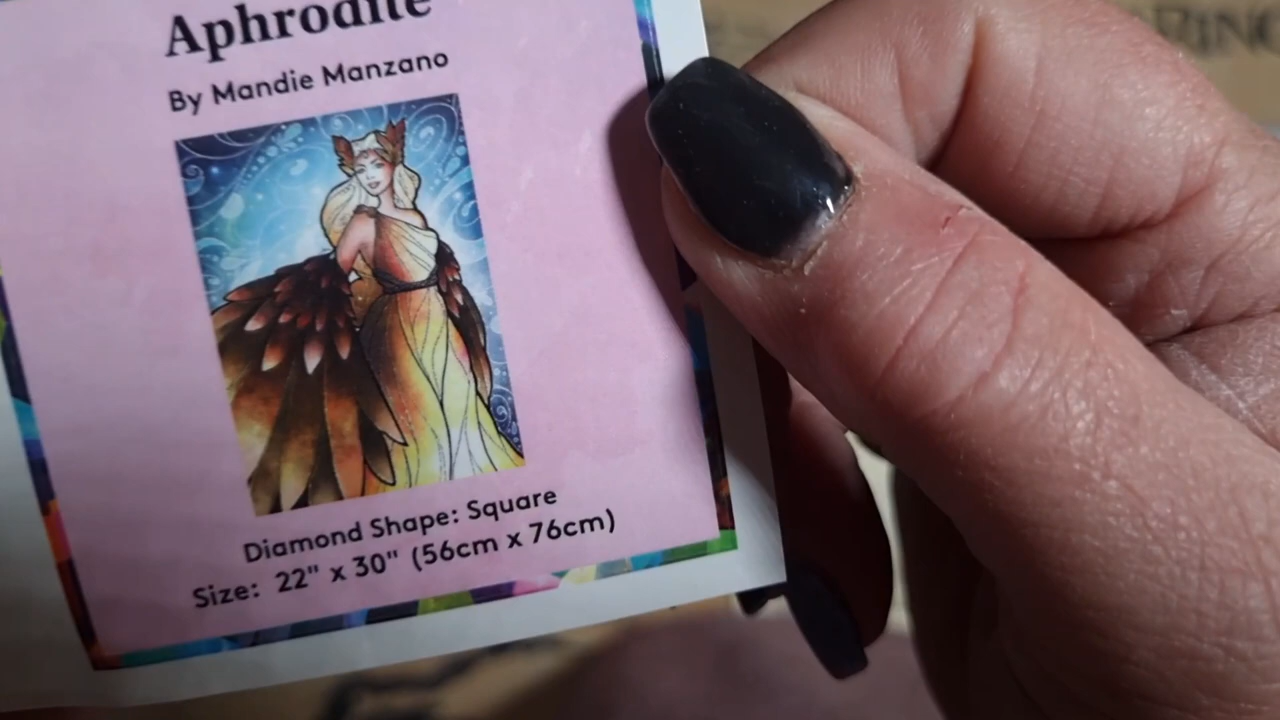 Aphrodite
By Mandie Manzano
Diamond Shape: Square
Size: 22" x 30" (56cm x 76cm)